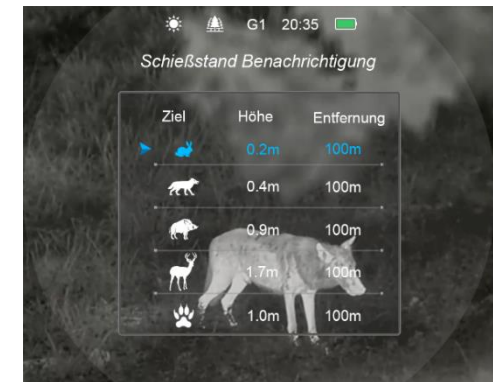 G1 20:35
Schießstand Benachrichtigung
Ziel Höhe Entfernung
0.2m 100m
0.4m 100m
0.9m 100m
1.7m 100m
1.0m 100m